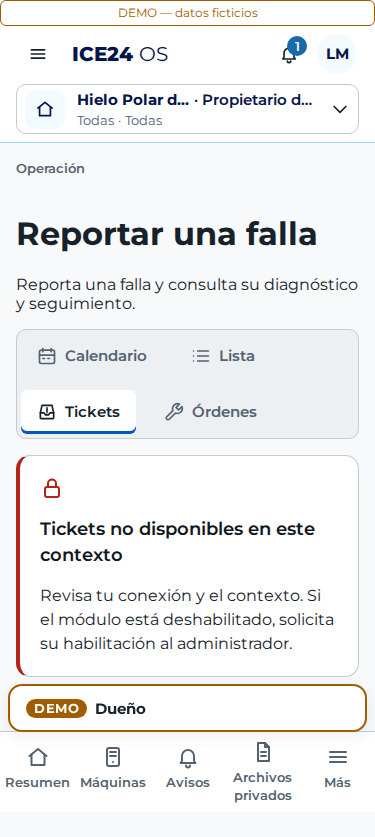 DEMO — datos ficticios
ICE24 OS
1
LM
Hielo Polar d... · Propietario d...
Todas · Todas
Operación
Reportar una falla
Reporta una falla y consulta su diagnóstico
y seguimiento.
Calendario
Lista
Tickets
Órdenes
Tickets no disponibles en este
contexto
Revisa tu conexión y el contexto. Si
el módulo está deshabilitado, solicita
su habilitación al administrador.
DEMO Dueño
Resumen
Máquinas
Avisos
Archivos
privados
Más